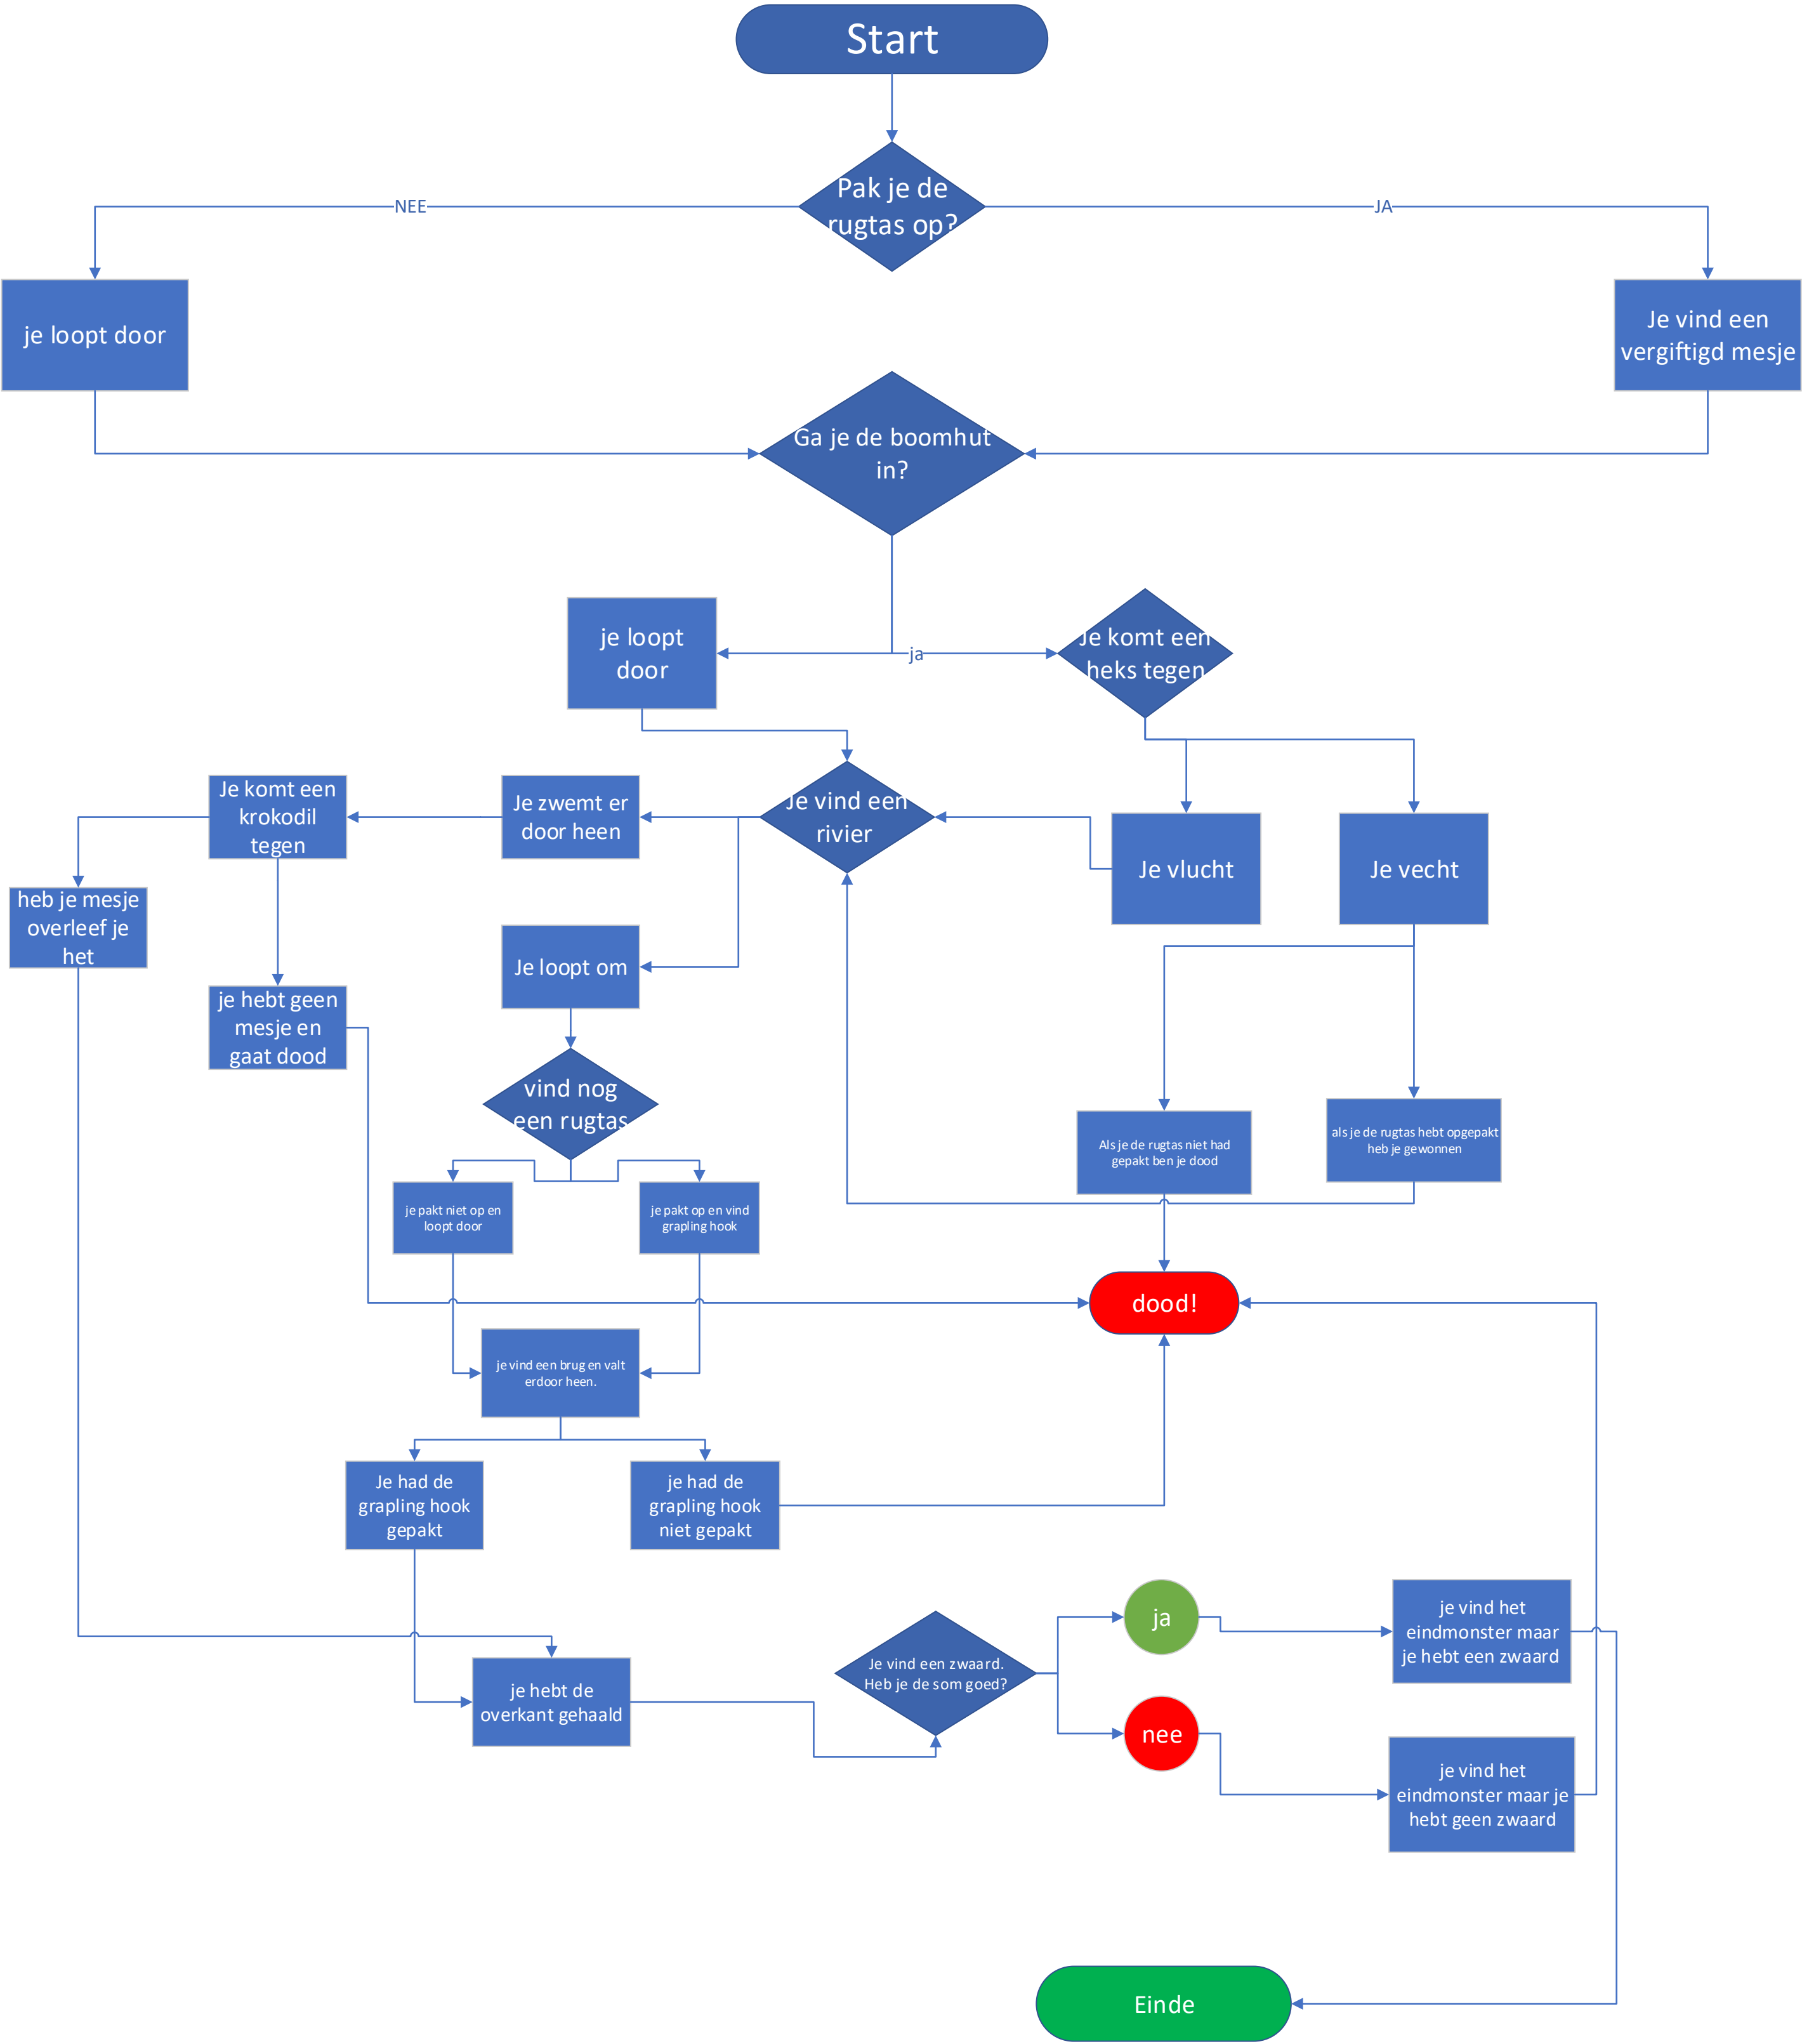 Start
Pak je de
rugtas op?
NEE
JA
je loopt door
Je vind een
vergiftigd mesje
Ga je de boomhut
in?
je loopt
door
ja
Je komt een
heks tegen
Je komt een
krokodil
tegen
Je zwemt er
door heen
Je vind een
rivier
Je vlucht
Je vecht
heb je mesje
overleef je
het
Je loopt om
je hebt geen
mesje en
gaat dood
vind nog
een rugtas
Als je de rugtas niet had
gepakt ben je dood
als je de rugtas hebt opgepakt
heb je gewonnen
je pakt niet op en
loopt door
je pakt op en vind
grapling hook
dood!
je vind een brug en valt
erdoor heen.
Je had de
grapling hook
gepakt
je had de
grapling hook
niet gepakt
ja
je vind het
eindmonster maar
je hebt een zwaard
Je vind een zwaard.
Heb je de som goed?
je hebt de
overkant gehaald
nee
je vind het
eindmonster maar je
hebt geen zwaard
Einde